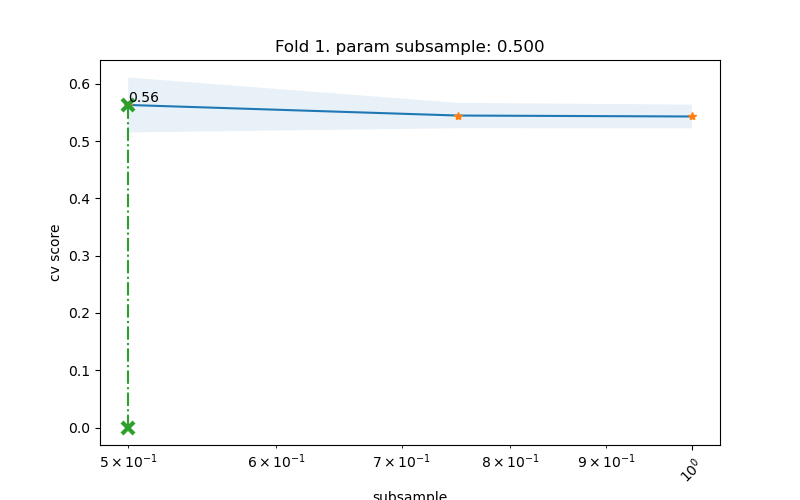 Fold 1. param subsample: 0.500
0.6
0.5
0.4
0.3
0.2
0.1
0.0
cv score
0.56
5 × 10⁻¹
6 × 10⁻¹
7 × 10⁻¹
8 × 10⁻¹
9 × 10⁻¹
10⁰
subsample